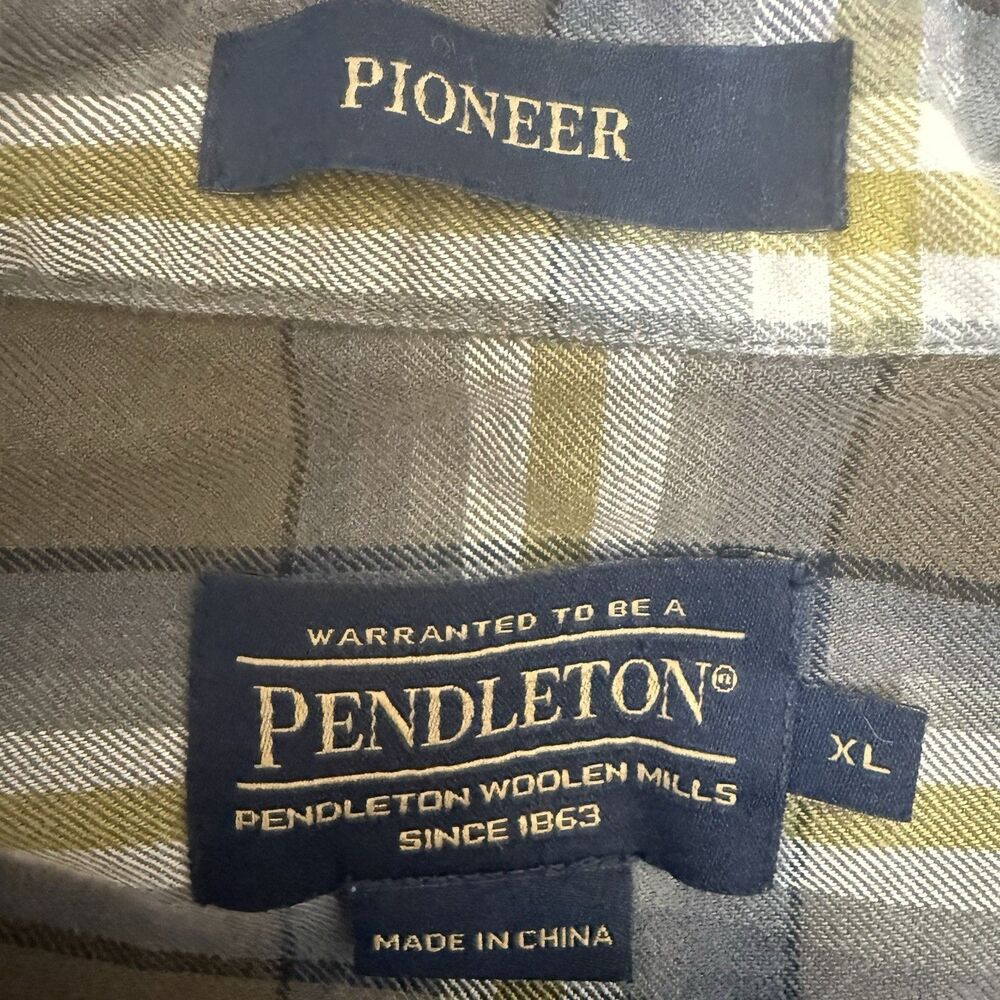 PIONEER
WARRANTED TO BE A
PENDLETON®
PENDLETON WOOLEN MILLS
SINCE 1863
XL
MADE IN CHINA